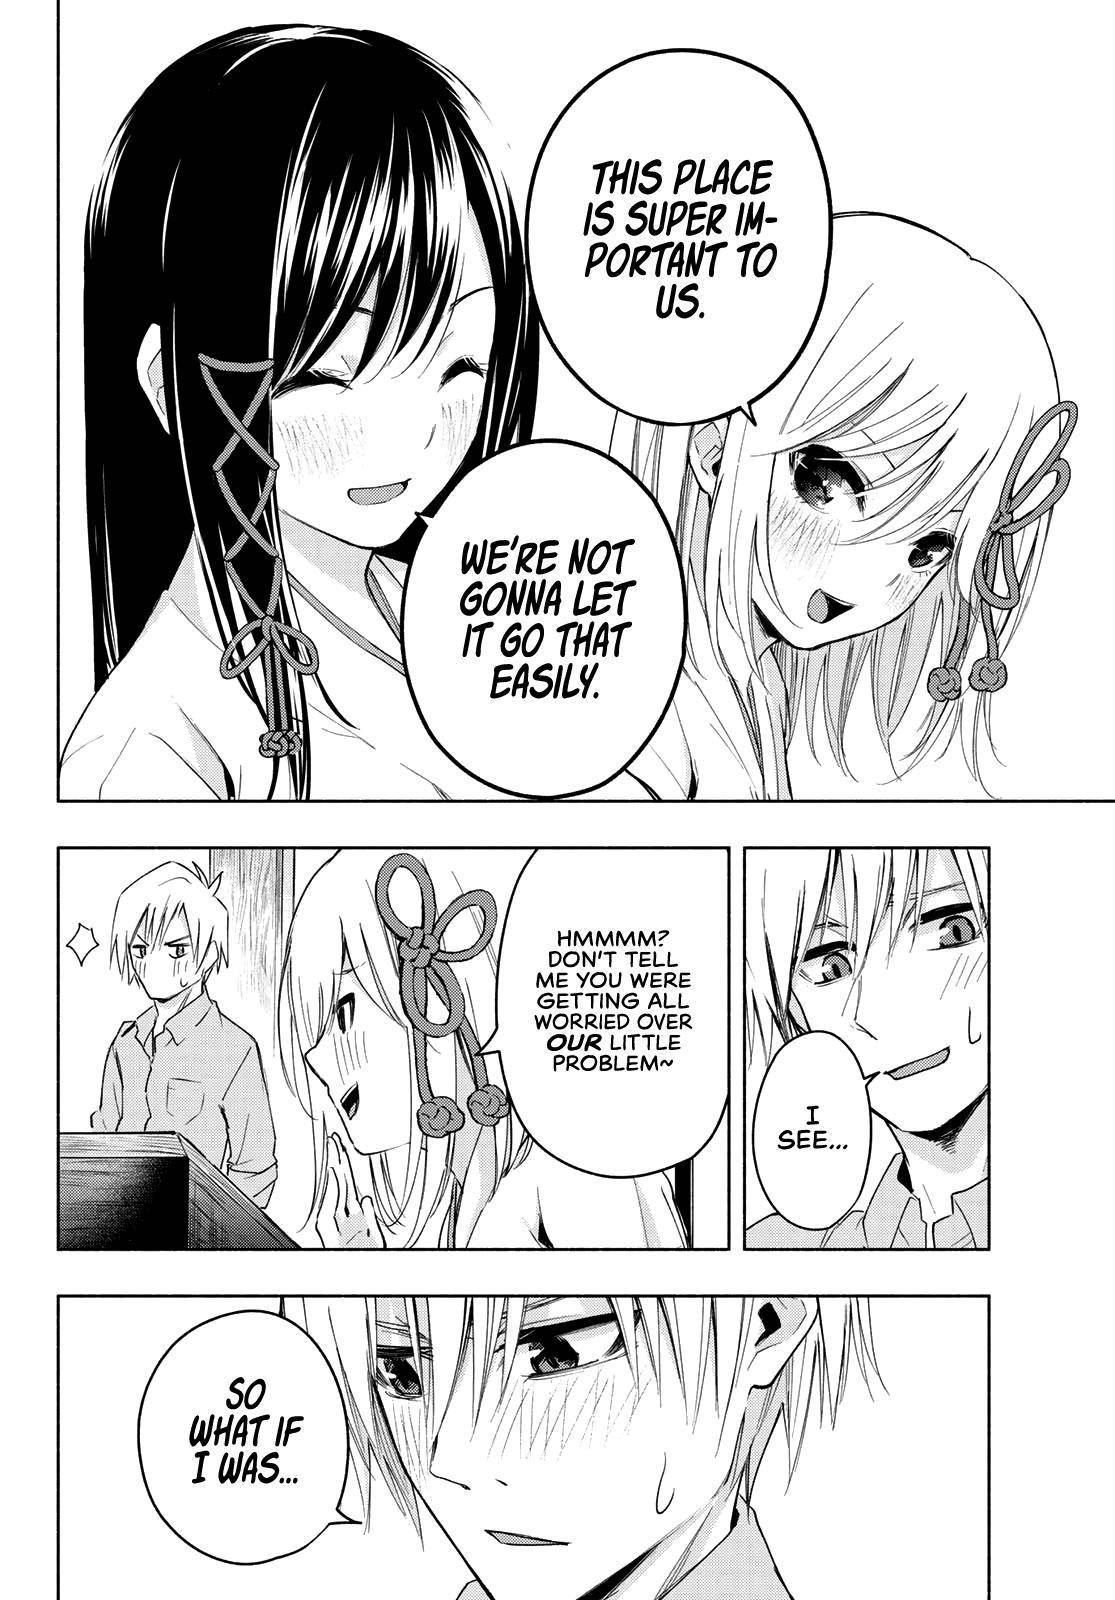 THIS PLACE
IS SUPER IM-
PORTANT TO
US.
WE'RE NOT
GONNA LET
IT GO THAT
EASILY.
I
SEE...
HMMMM?
DON'T TELL
ME YOU WERE
GETTING ALL
WORRIED OVER
OUR LITTLE
PROBLEM~
SO
WHAT IF
I WAS...